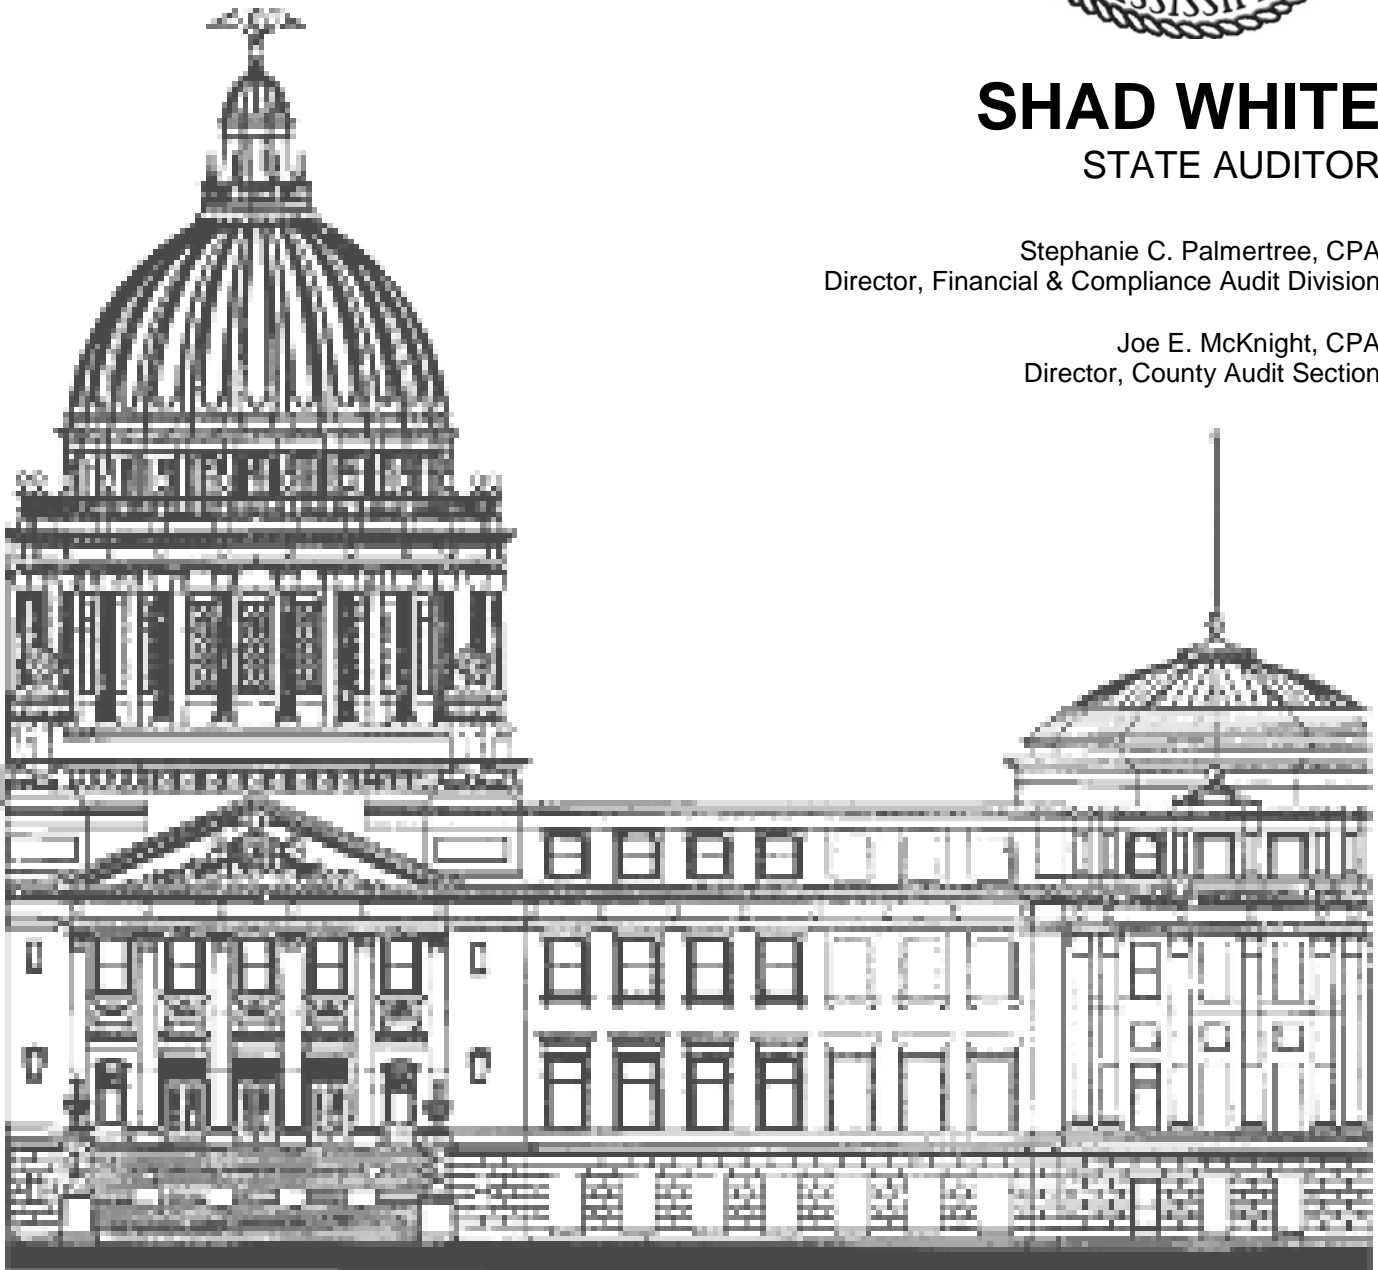 SHAD WHITE
STATE AUDITOR
Stephanie C. Palmertree, CPA
Director, Financial & Compliance Audit Division
Joe E. McKnight, CPA
Director, County Audit Section